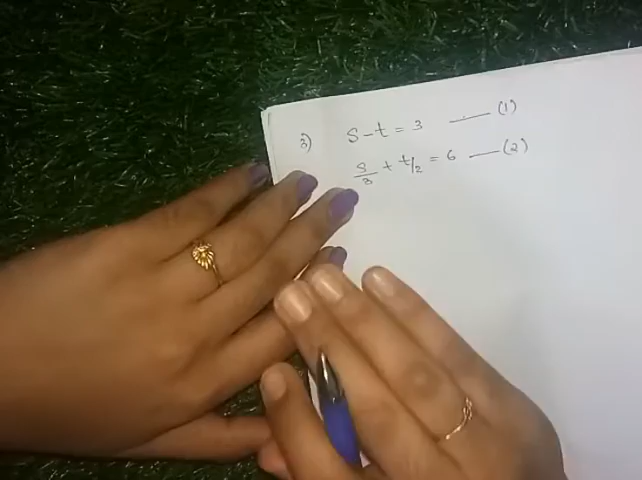 3) s - t = 3 —— (1)
s/3 + t/2 = 6 —— (2)